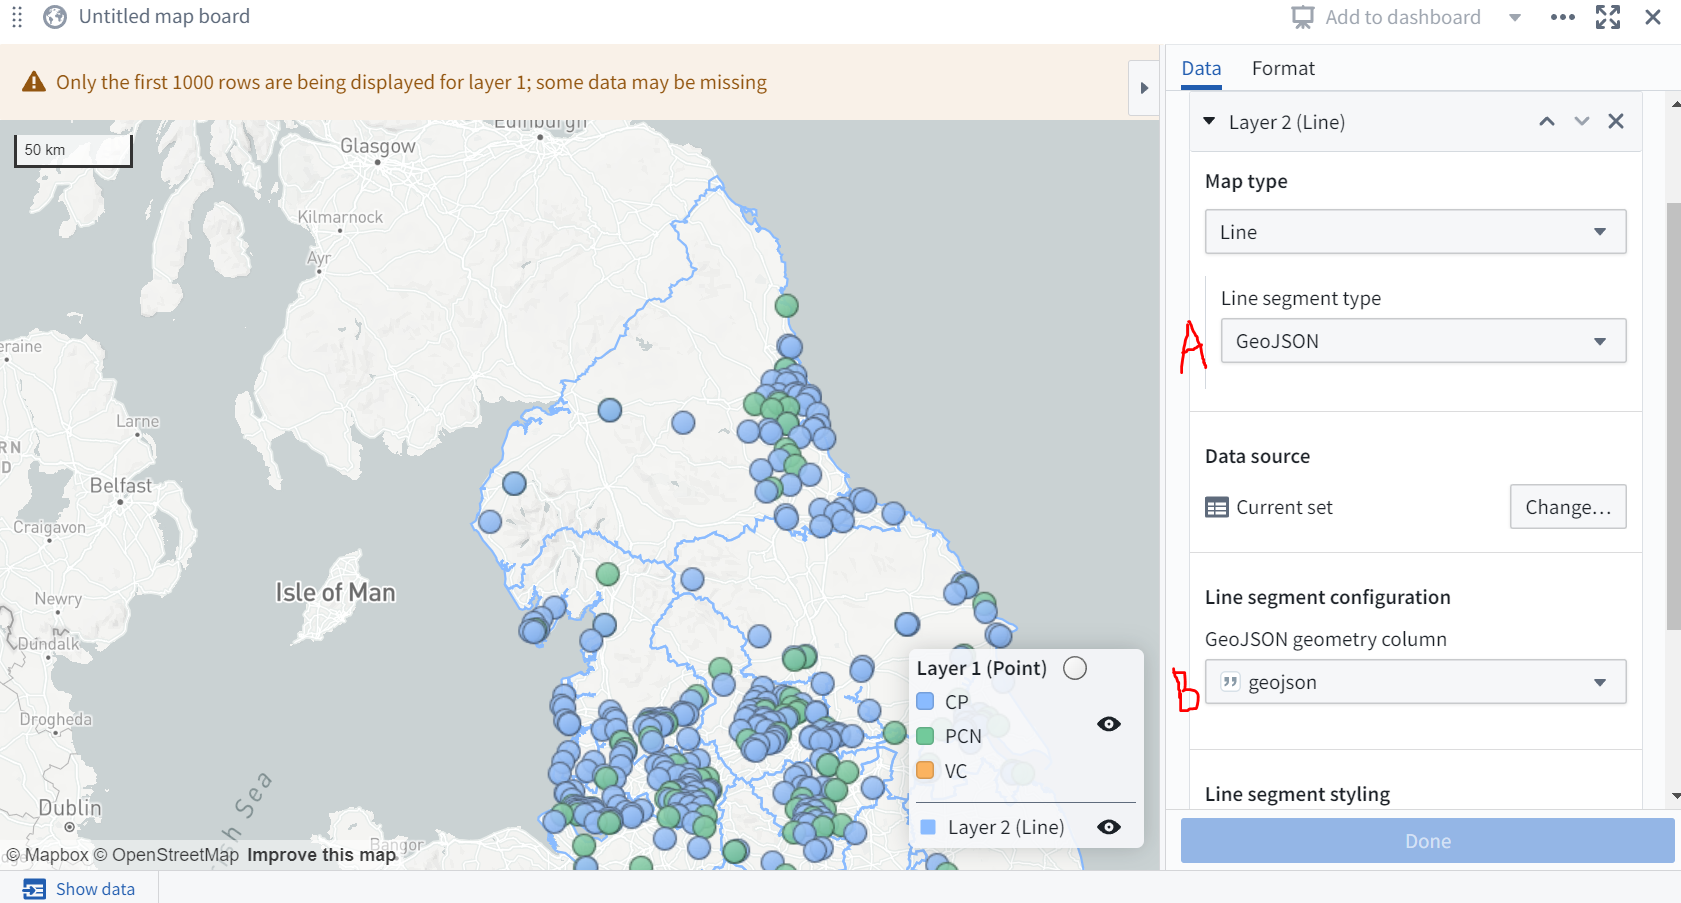 Untitled map board
Add to dashboard
Only the first 1000 rows are being displayed for layer 1; some data may be missing
Data
Format
50 km
Edinburgh
Glasgow
Kilmarnock
Ayr
eraine
Larne
RN
D
Belfast
Craigavon
Newry
Dundalk
Isle of Man
Drogheda
Dublin
sh Sea
Bangor
Layer 1 (Point)
CP
PCN
VC
Layer 2 (Line)
© Mapbox © OpenStreetMap Improve this map
Show data
Layer 2 (Line)
Map type
Line
Line segment type
A
GeoJSON
Data source
Current set
Change...
Line segment configuration
GeoJSON geometry column
B
geojson
Line segment styling
Done